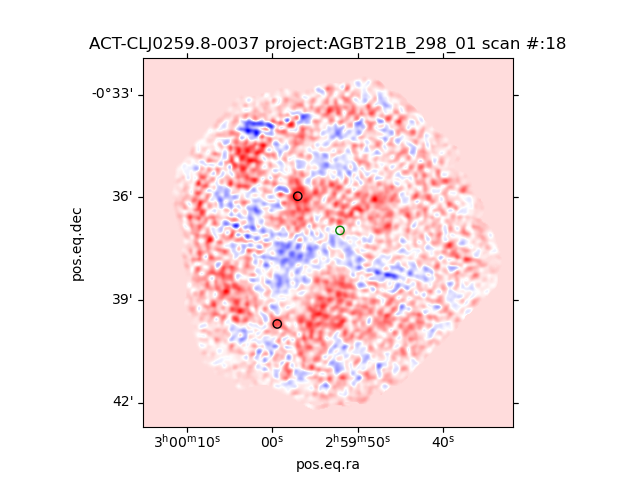 ACT-CLJ0259.8-0037 project:AGBT21B_298_01 scan #:18
-0°33'
36'
39'
42'
pos.eq.dec
3ʰ00ᵐ10ˢ 00ˢ 2ʰ59ᵐ50ˢ 40ˢ
pos.eq.ra